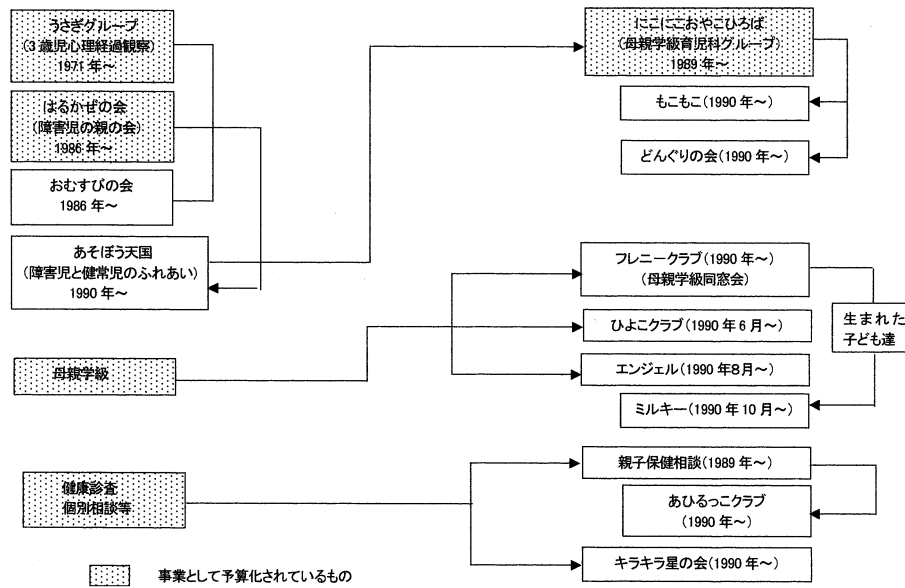 うさぎグループ
(3歳児心理経過観察)
1971年～
はるかぜの会
(障害児の親の会)
1986年～
おむすびの会
1986年～
あそぼう天国
(障害児と健常児のふれあい)
1990年～
母親学級
健康診査
個別相談等
にこにこおやこひろば
(母親学級育児科グループ)
1989年～
もこもこ(1990年～)
どんぐりの会(1990年～)
フレニークラブ(1990年～)
(母親学級同窓会)
ひよこクラブ(1990年6月～)
エンジェル(1990年8月～)
生まれた
子ども達
ミルキー(1990年10月～)
親子保健相談(1989年～)
あひるっこクラブ
(1990年～)
キラキラ星の会(1990年～)
事業として予算化されているもの